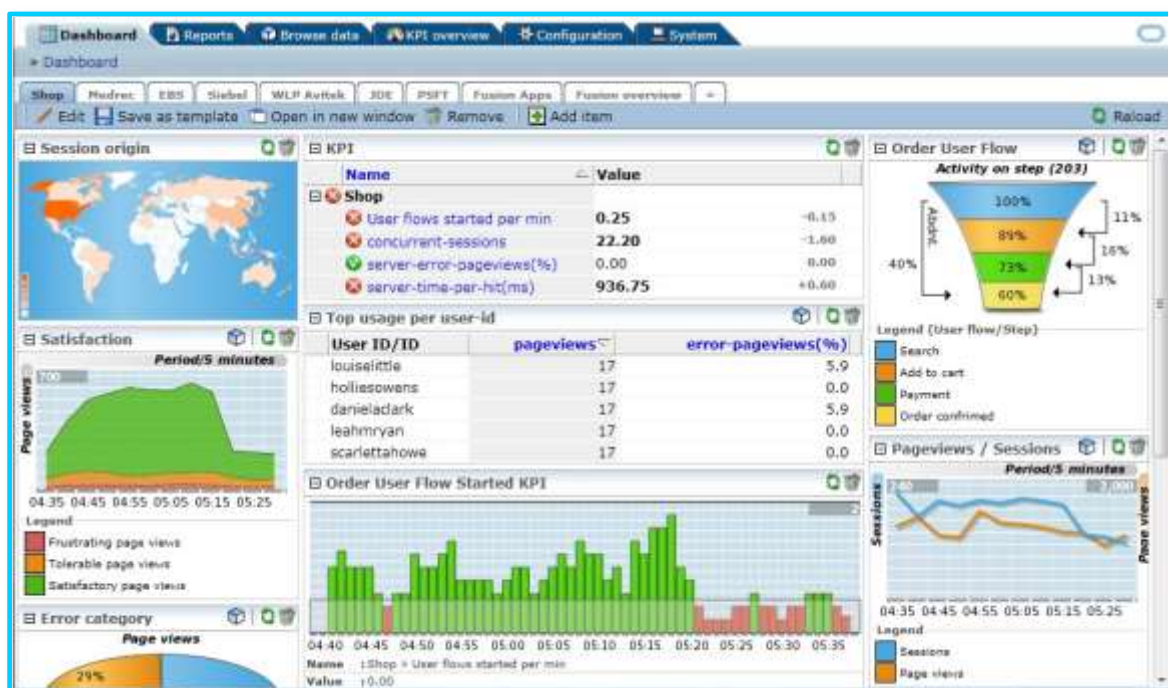 Dashboard Reports Browse data KPI overview Configuration System
» Dashboard
Shop Medrec EBS Siebel WLP Avitek JDE PSFT Fusion Apps Fusion overview +
Edit Save as template Open in new window Remove Add item Reload
Session origin
KPI
Name Value
Shop
User flows started per min 0.25 -0.15
concurrent-sessions 22.20 -1.60
server-error-pageviews(%) 0.00 0.00
server-time-per-hit(ms) 936.75 +0.60
Order User Flow
Activity on step (203)
100%
89%
73%
60%
Abdnt.
40%
11%
16%
13%
Legend (User flow/Step)
Search
Add to cart
Payment
Order confrimed
Satisfaction
Period/5 minutes
Page views
700
04:35 04:45 04:55 05:05 05:15 05:25
Legend
Frustrating page views
Tolerable page views
Satisfactory page views
Top usage per user-id
User ID/ID pageviews error-pageviews(%)
louiselittle 17 5.9
holliesowens 17 0.0
danieladark 17 5.9
leahmryan 17 0.0
scarlettahowe 17 0.0
Order User Flow Started KPI
2
04:40 04:45 04:50 04:55 05:00 05:05 05:10 05:15 05:20 05:25 05:30 05:35
Name :Shop » User flows started per min
Value :0.00
Pageviews / Sessions
Period/5 minutes
Sessions
240
2,000
Page views
04:35 04:45 04:55 05:05 05:15 05:25
Legend
Sessions
Page views
Error category
Page views
29%